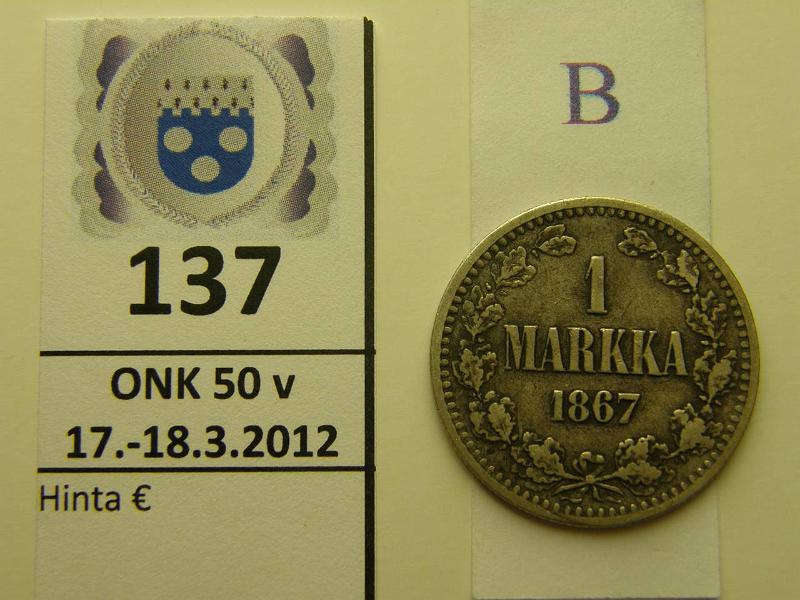 137
ONK 50 v
17.-18.3.2012
Hinta €
B
1
MARKKA
1867